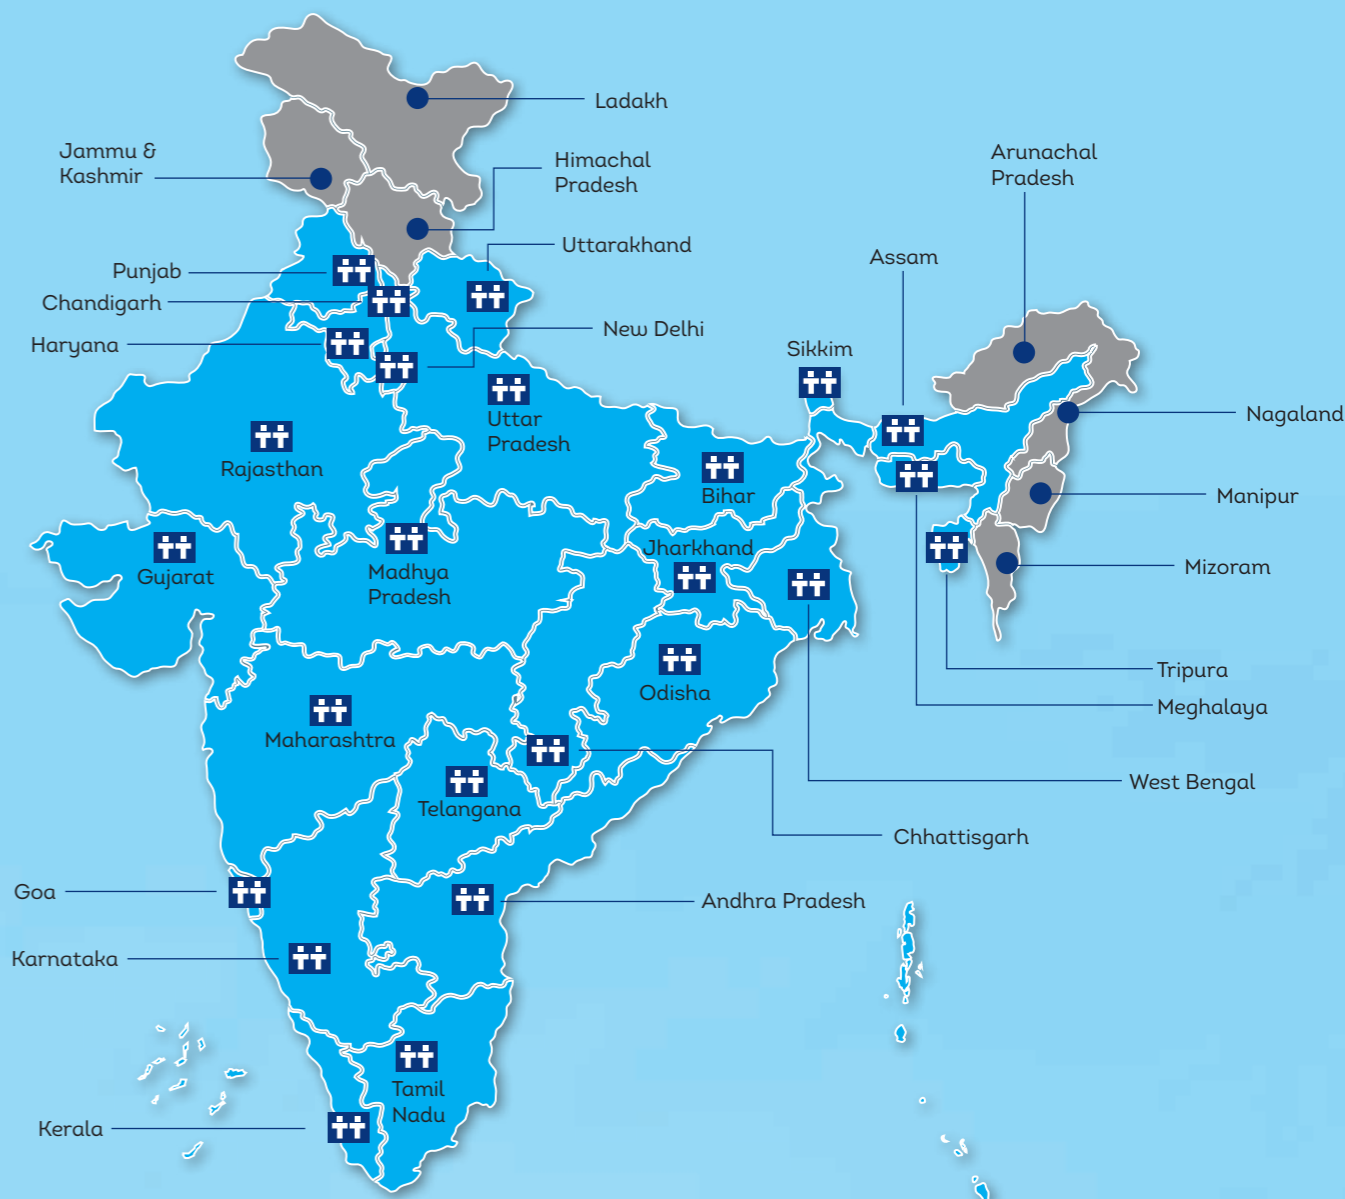 Ladakh
Jammu &
Kashmir
Himachal
Pradesh
Arunachal
Pradesh
Uttarakhand
Assam
Punjab
Chandigarh
New Delhi
Haryana
Sikkim
Uttar
Pradesh
Nagaland
Rajasthan
Bihar
Manipur
Jharkhand
Mizoram
Gujarat
Madhya
Pradesh
Tripura
Odisha
Meghalaya
Maharashtra
West Bengal
Telangana
Chhattisgarh
Goa
Andhra Pradesh
Karnataka
Tamil
Nadu
Kerala